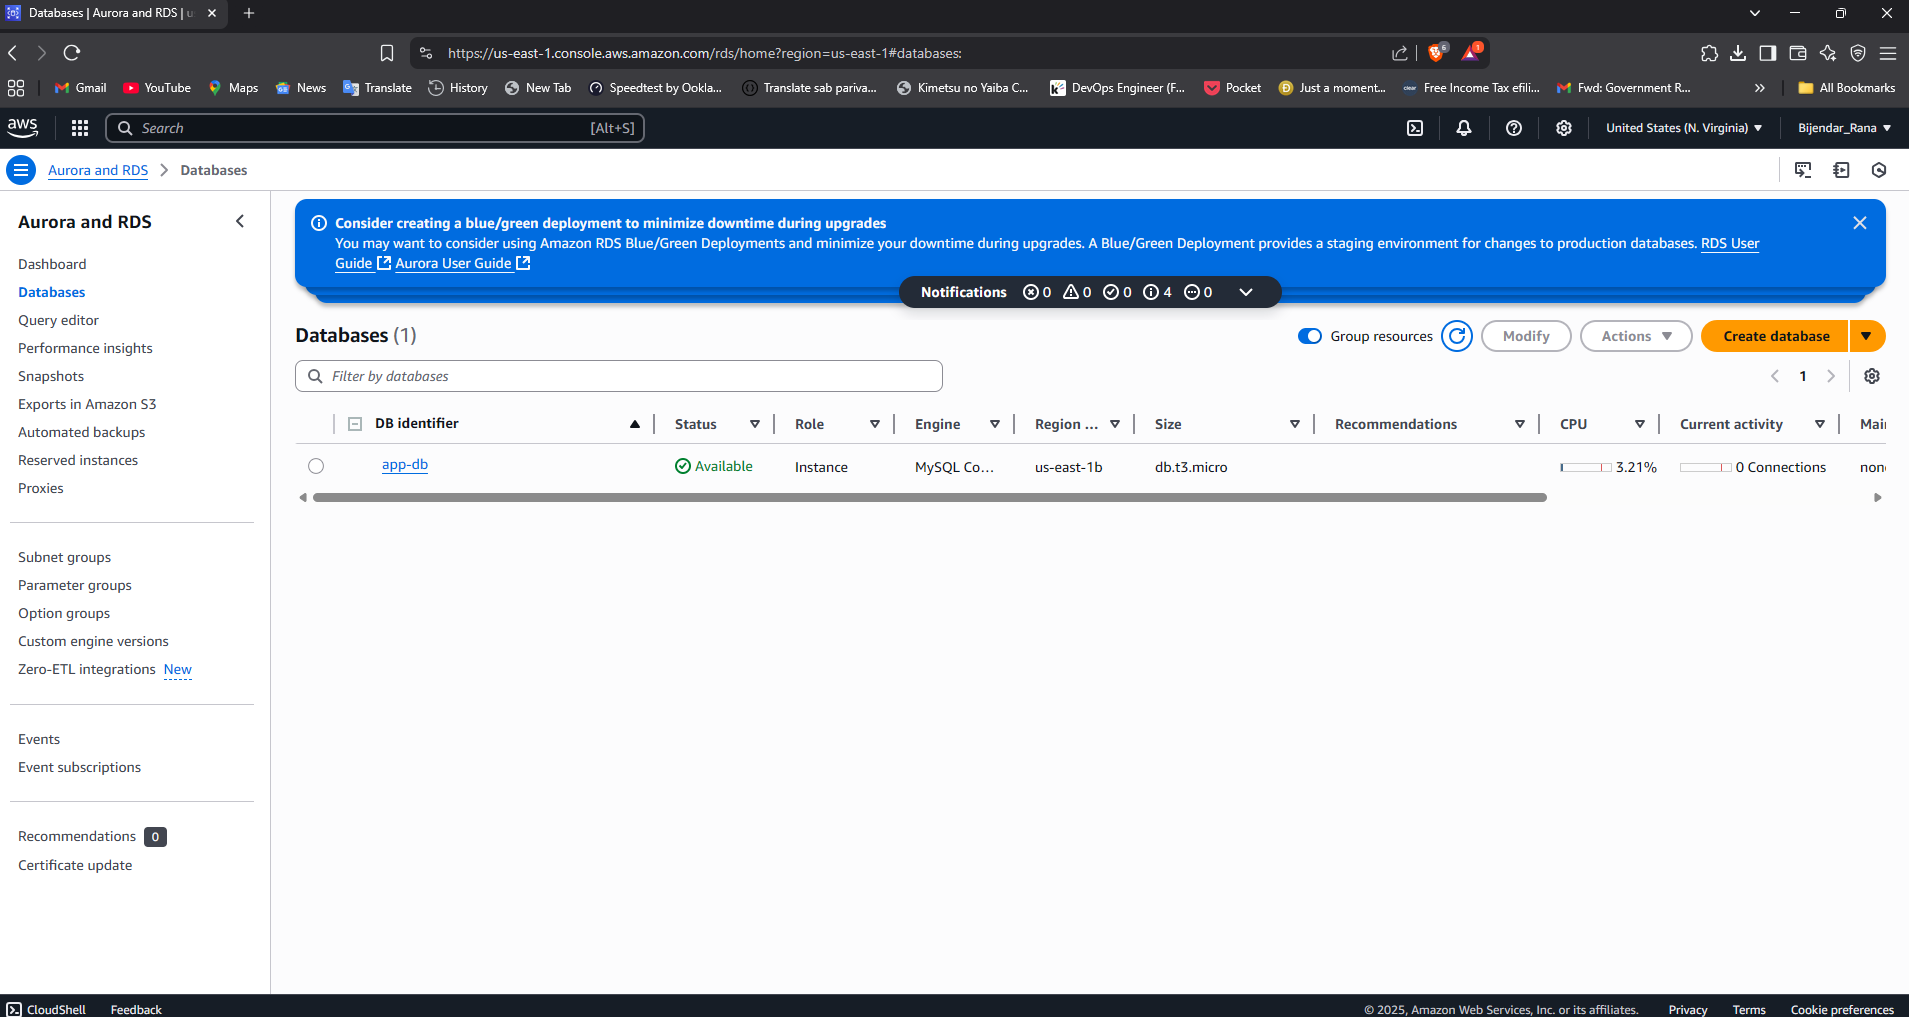 Databases | Aurora and RDS | u
https://us-east-1.console.aws.amazon.com/rds/home?region=us-east-1#databases:
6
1
Gmail YouTube Maps News Translate History New Tab Speedtest by Ookla... Translate sab pariva... Kimetsu no Yaiba C... DevOps Engineer (F... Pocket Just a moment... Free Income Tax efili... Fwd: Government R... » All Bookmarks
aws Search [Alt+S] United States (N. Virginia) Bijendar_Rana
Aurora and RDS > Databases
Aurora and RDS
Dashboard
Databases
Query editor
Performance insights
Snapshots
Exports in Amazon S3
Automated backups
Reserved instances
Proxies
Subnet groups
Parameter groups
Option groups
Custom engine versions
Zero-ETL integrations New
Events
Event subscriptions
Recommendations 0
Certificate update
Consider creating a blue/green deployment to minimize downtime during upgrades
You may want to consider using Amazon RDS Blue/Green Deployments and minimize your downtime during upgrades. A Blue/Green Deployment provides a staging environment for changes to production databases. RDS User
Guide Aurora User Guide
Notifications 0 0 0 4 0
Databases (1)
Group resources Modify Actions Create database
Filter by databases
1
DB identifier Status Role Engine Region ... Size Recommendations CPU Current activity Mai
app-db Available Instance MySQL Co... us-east-1b db.t3.micro 3.21% 0 Connections non
CloudShell Feedback © 2025, Amazon Web Services, Inc. or its affiliates. Privacy Terms Cookie preferences